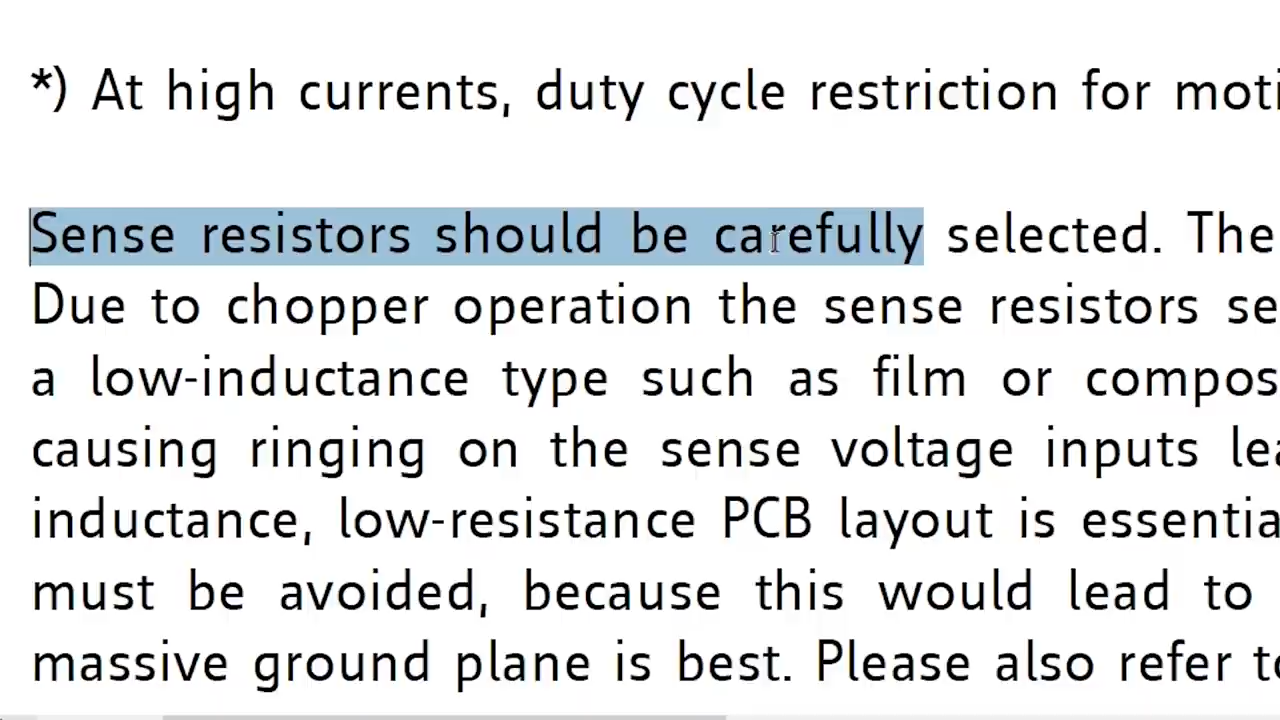 *) At high currents, duty cycle restriction for moti
Sense resistors should be carefully selected. The
Due to chopper operation the sense resistors se
a low-inductance type such as film or compos
causing ringing on the sense voltage inputs lea
inductance, low-resistance PCB layout is essentia
must be avoided, because this would lead to
massive ground plane is best. Please also refer to